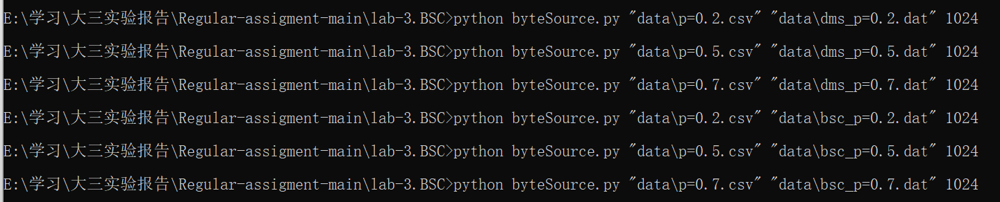 E:\学习\大三实验报告\Regular-assigment-main\lab-3.BSC>python byteSource.py "data\p=0.2.csv" "data\dms_p=0.2.dat" 1024
E:\学习\大三实验报告\Regular-assigment-main\lab-3.BSC>python byteSource.py "data\p=0.5.csv" "data\dms_p=0.5.dat" 1024
E:\学习\大三实验报告\Regular-assigment-main\lab-3.BSC>python byteSource.py "data\p=0.7.csv" "data\dms_p=0.7.dat" 1024
E:\学习\大三实验报告\Regular-assigment-main\lab-3.BSC>python byteSource.py "data\p=0.2.csv" "data\bsc_p=0.2.dat" 1024
E:\学习\大三实验报告\Regular-assigment-main\lab-3.BSC>python byteSource.py "data\p=0.5.csv" "data\bsc_p=0.5.dat" 1024
E:\学习\大三实验报告\Regular-assigment-main\lab-3.BSC>python byteSource.py "data\p=0.7.csv" "data\bsc_p=0.7.dat" 1024